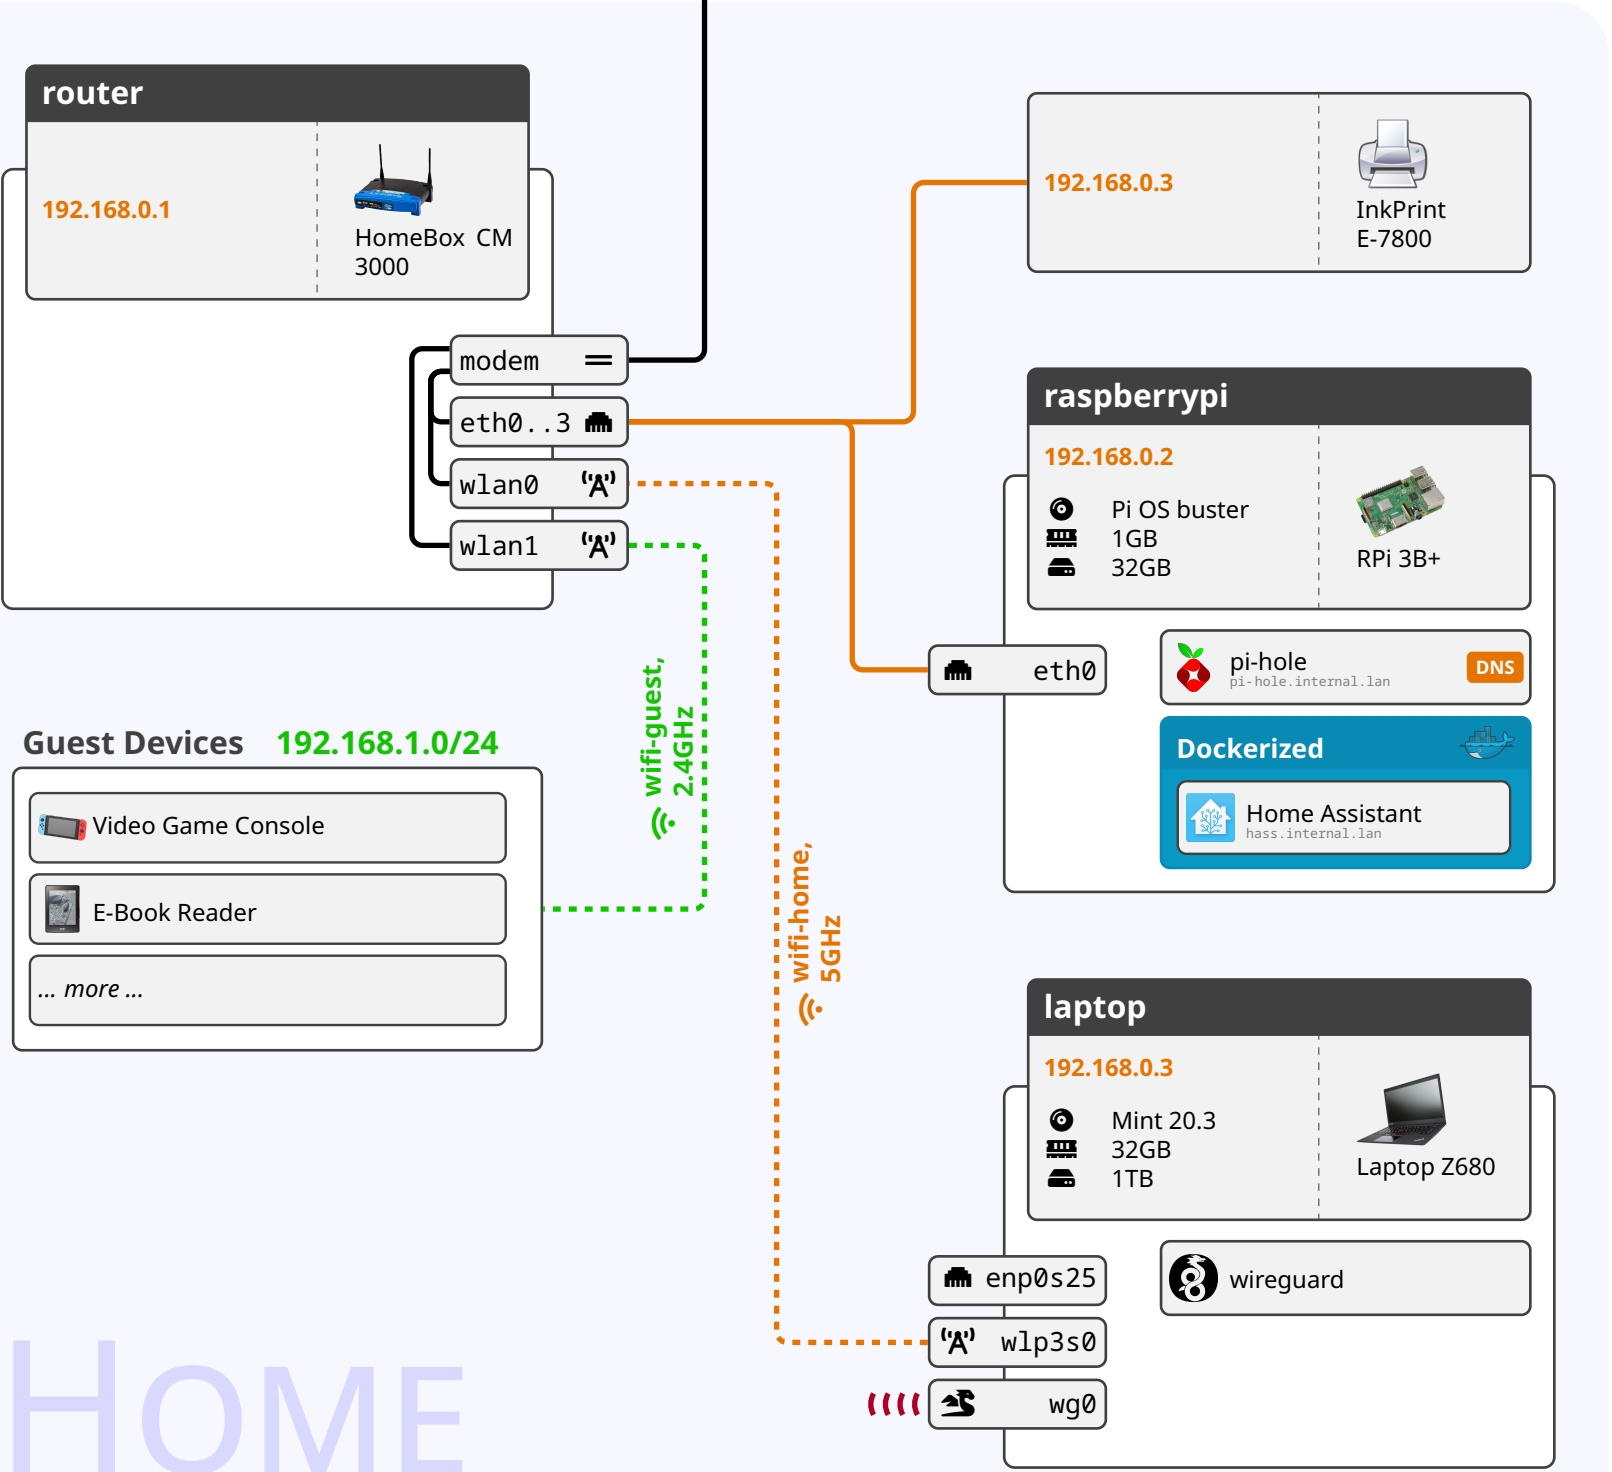 router
192.168.0.1
HomeBox CM
3000
modem
eth0..3
wlan0
wlan1
192.168.0.3
InkPrint
E-7800
raspberrypi
192.168.0.2
Pi OS buster
1GB
32GB
RPi 3B+
eth0
pi-hole
pi-hole.internal.lan
DNS
Dockerized
Home Assistant
hass.internal.lan
wifi-guest,
2.4GHz
wifi-home,
5GHz
Guest Devices 192.168.1.0/24
Video Game Console
E-Book Reader
... more ...
laptop
192.168.0.3
Mint 20.3
32GB
1TB
Laptop Z680
enp0s25
wlp3s0
wg0
wireguard
HOME